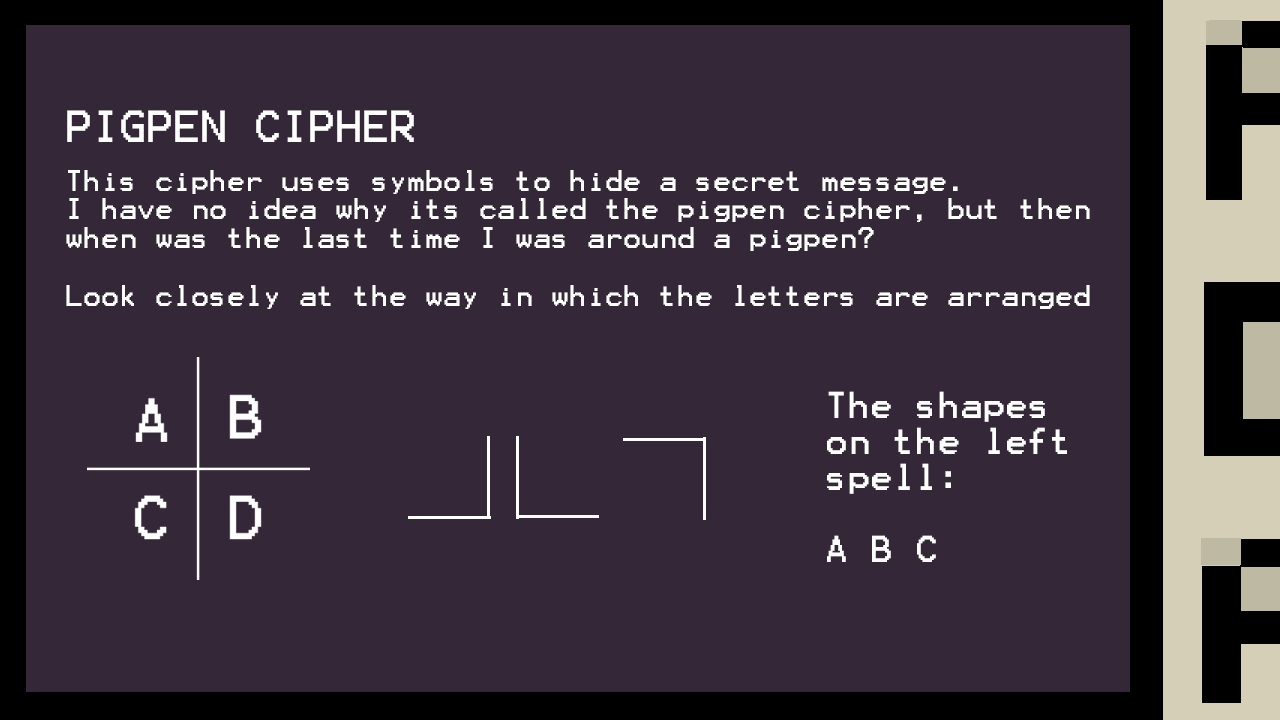 PIGPEN CIPHER
This cipher uses symbols to hide a secret message.
I have no idea why its called the pigpen cipher, but then
when was the last time I was around a pigpen?
Look closely at the way in which the letters are arranged
A B
C D
The shapes
on the left
spell:
A B C